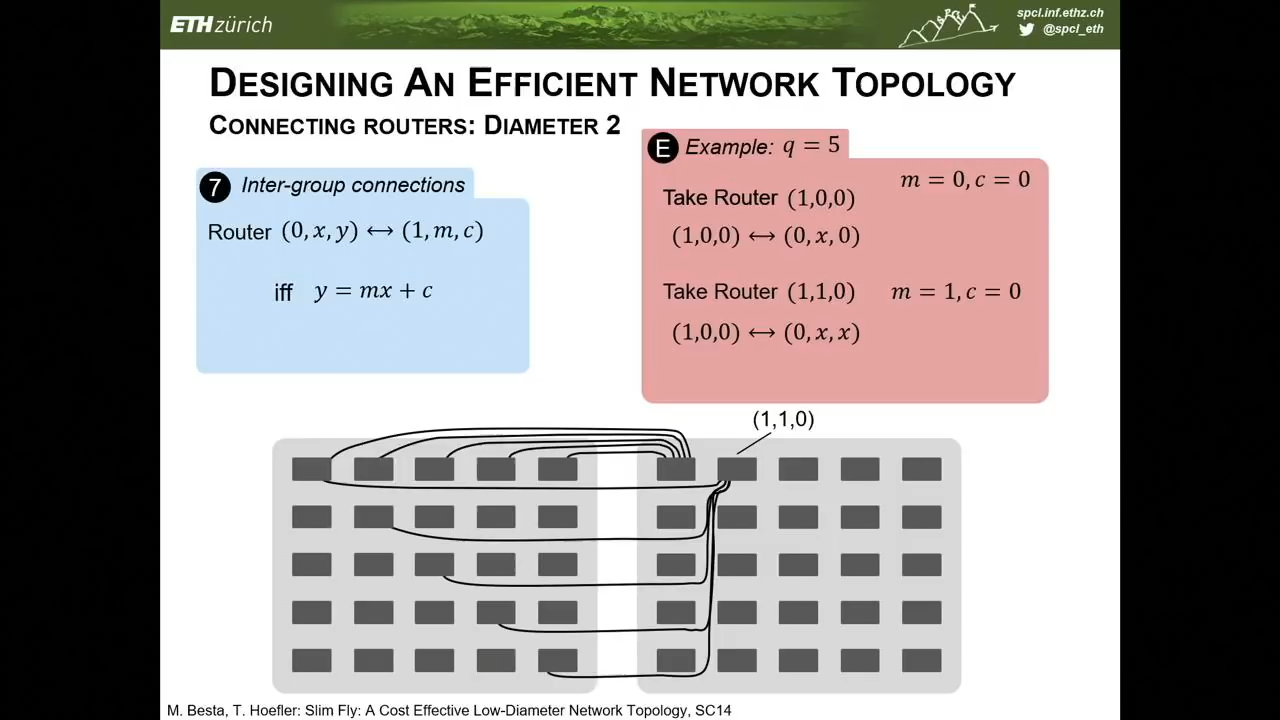 ETH zürich
spcl.inf.ethz.ch
@spcl_eth
DESIGNING AN EFFICIENT NETWORK TOPOLOGY
CONNECTING ROUTERS: DIAMETER 2
7 Inter-group connections
Router (0, x, y) ↔ (1, m, c)
iff y = mx + c
E Example: q = 5
m = 0, c = 0
Take Router (1,0,0)
(1,0,0) ↔ (0, x, 0)
Take Router (1,1,0) m = 1, c = 0
(1,0,0) ↔ (0, x, x)
(1,1,0)
M. Besta, T. Hoefler: Slim Fly: A Cost Effective Low-Diameter Network Topology, SC14